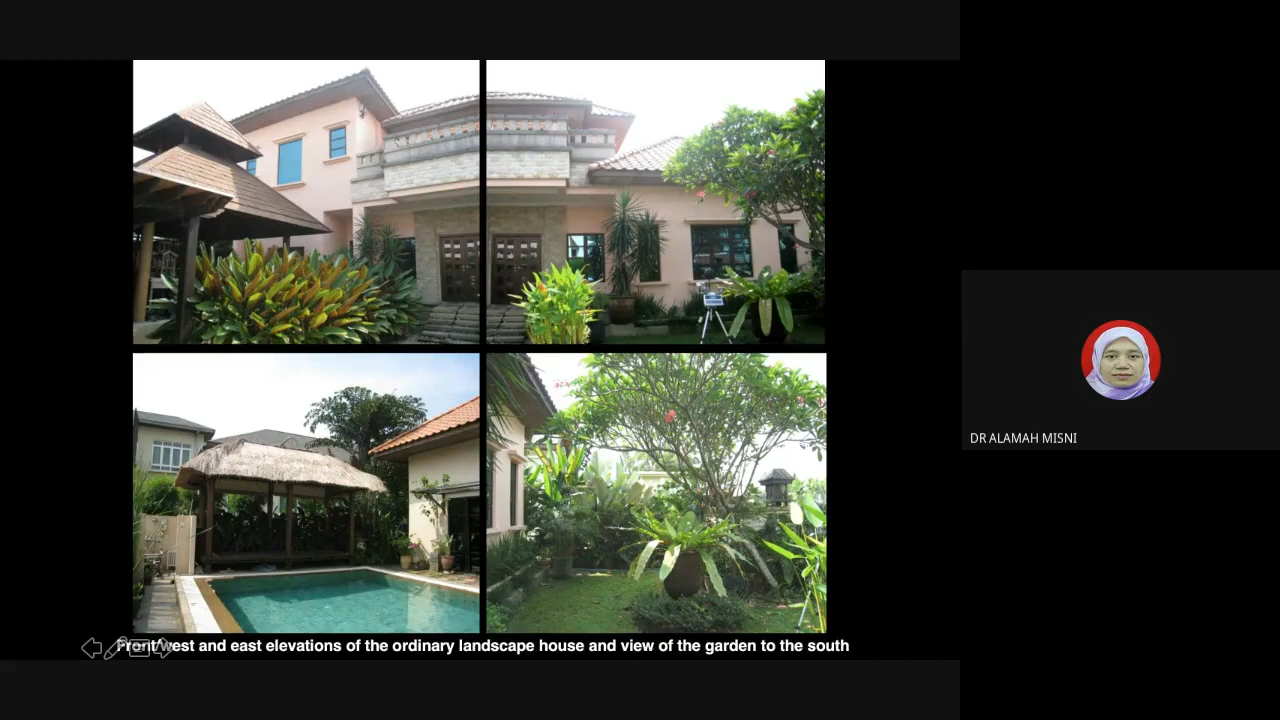 Front/west and east elevations of the ordinary landscape house and view of the garden to the south
DR ALAMAH MISNI